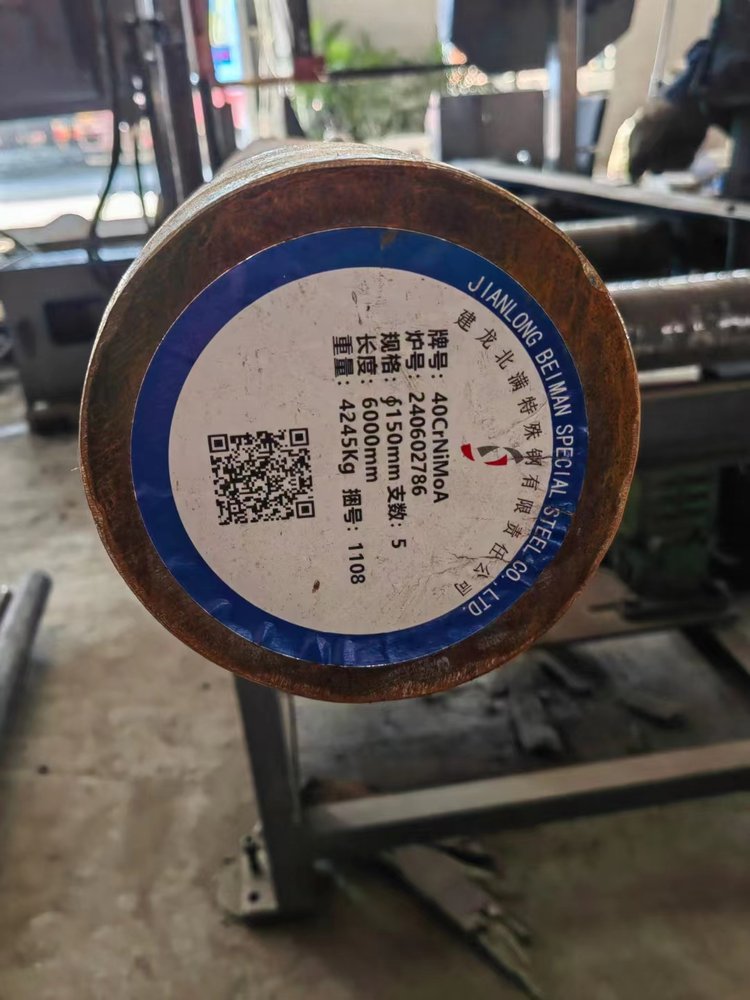 JIANLONG BEIMAN SPECIAL STEEL CO., LTD.
建龙北满特殊钢有限责任公司
牌号: 40CrNiMoA
炉号: 240602786
规格: ∮150mm 支数: 5
长度: 6000mm
重量: 4245Kg 捆号: 1108